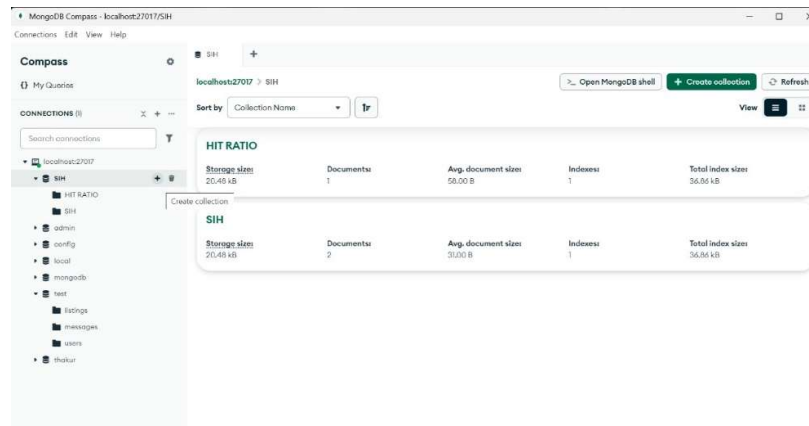 MongoDB Compass - localhost:27017/SIH
Connections Edit View Help
Compass
{} My Queries
CONNECTIONS (1)
Search connections
localhost:27017
SIH
HIT RATIO
SIH
admin
config
local
mongodb
test
listings
messages
users
thakur
Create collection
SIH
localhost:27017 > SIH
>_ Open MongoDB shell
+ Create collection
Refresh
Sort by Collection Name
View
HIT RATIO
Storage size: Documents: Avg. document size: Indexes: Total index size:
20.48 kB 1 58.00 B 1 36.86 kB
SIH
Storage size: Documents: Avg. document size: Indexes: Total index size:
20.48 kB 2 31.00 B 1 36.86 kB